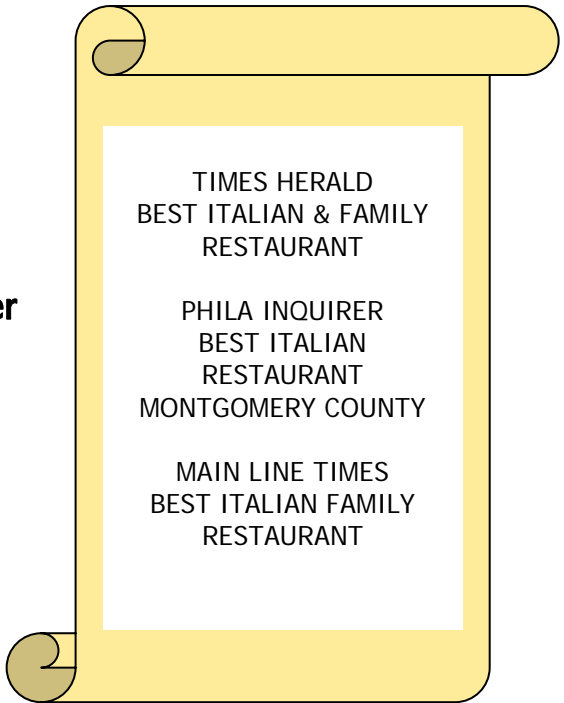 TIMES HERALD
BEST ITALIAN & FAMILY
RESTAURANT
PHILA INQUIRER
BEST ITALIAN
RESTAURANT
MONTGOMERY COUNTY
MAIN LINE TIMES
BEST ITALIAN FAMILY
RESTAURANT